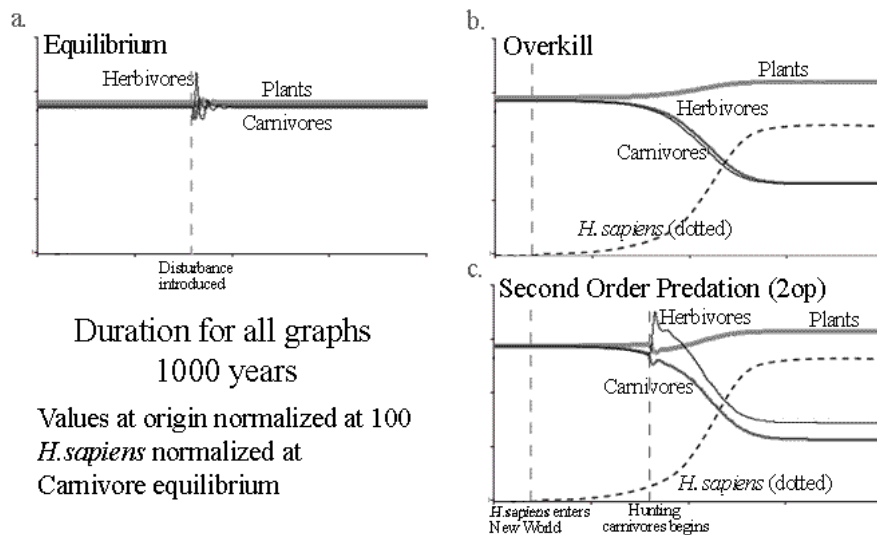 a.
Equilibrium
Herbivores
Plants
Carnivores
Disturbance
introduced
Duration for all graphs
1000 years
Values at origin normalized at 100
H.sapiens normalized at
Carnivore equilibrium
b.
Overkill
Plants
Herbivores
Carnivores
H.sapiens (dotted)
c.
Second Order Predation (2op)
Herbivores
Plants
Carnivores
H.sapiens (dotted)
H.sapiens enters
New World
Hunting
carnivores begins